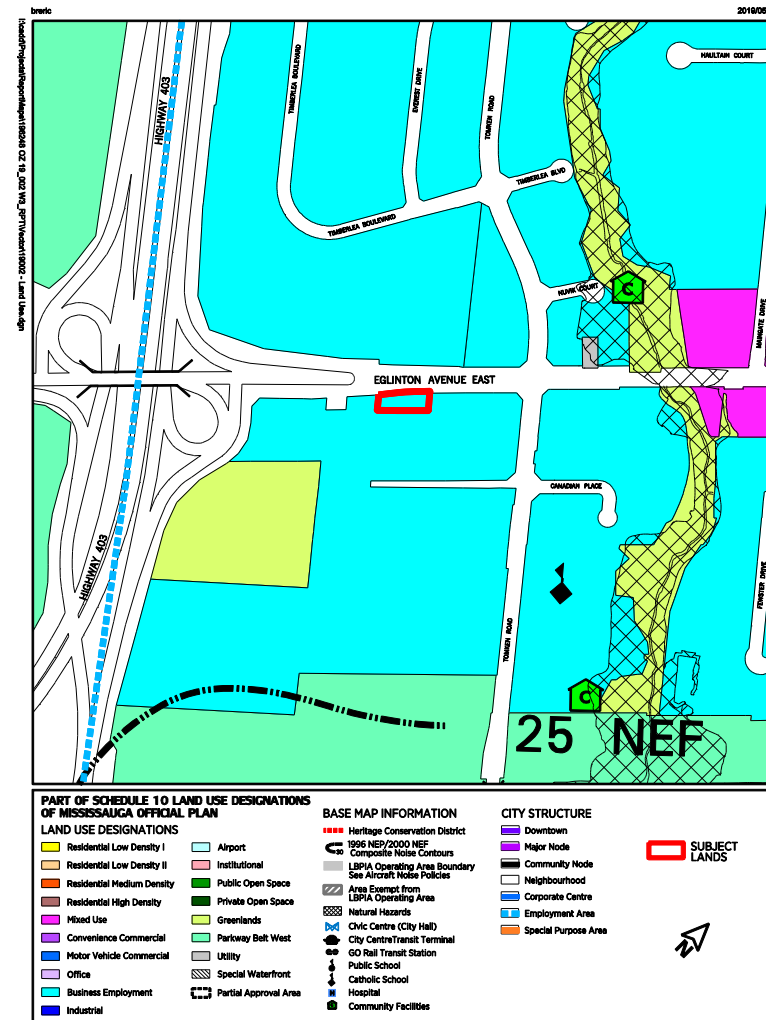 breric
2019/05
HAULTAIN COURT
HIGHWAY 403
TIMBERLEA BOULEVARD
EVEREST DRIVE
TOMKEN ROAD
TIMBERLEA BLVD
TIMBERLEA BOULEVARD
C
MAINGATE DRIVE
EGLINTON AVENUE EAST
CANADIAN PLACE
HIGHWAY 403
FEWSTER DRIVE
TOMKEN ROAD
C
25 NEF
PART OF SCHEDULE 10 LAND USE DESIGNATIONS
OF MISSISSAUGA OFFICIAL PLAN
LAND USE DESIGNATIONS
Residential Low Density I
Residential Low Density II
Residential Medium Density
Residential High Density
Mixed Use
Convenience Commercial
Motor Vehicle Commercial
Office
Business Employment
Industrial
Airport
Institutional
Public Open Space
Private Open Space
Greenlands
Parkway Belt West
Utility
Special Waterfront
Partial Approval Area
BASE MAP INFORMATION
Heritage Conservation District
1996 NEP/2000 NEF
Composite Noise Contours
30
LBPIA Operating Area Boundary
See Aircraft Noise Policies
Area Exempt from
LBPIA Operating Area
Natural Hazards
Civic Centre (City Hall)
City CentreTransit Terminal
GO Rail Transit Station
Public School
Catholic School
H
Hospital
Community Facilities
CITY STRUCTURE
Downtown
Major Node
Community Node
Neighbourhood
Corporate Centre
Employment Area
Special Purpose Area
SUBJECT
LANDS